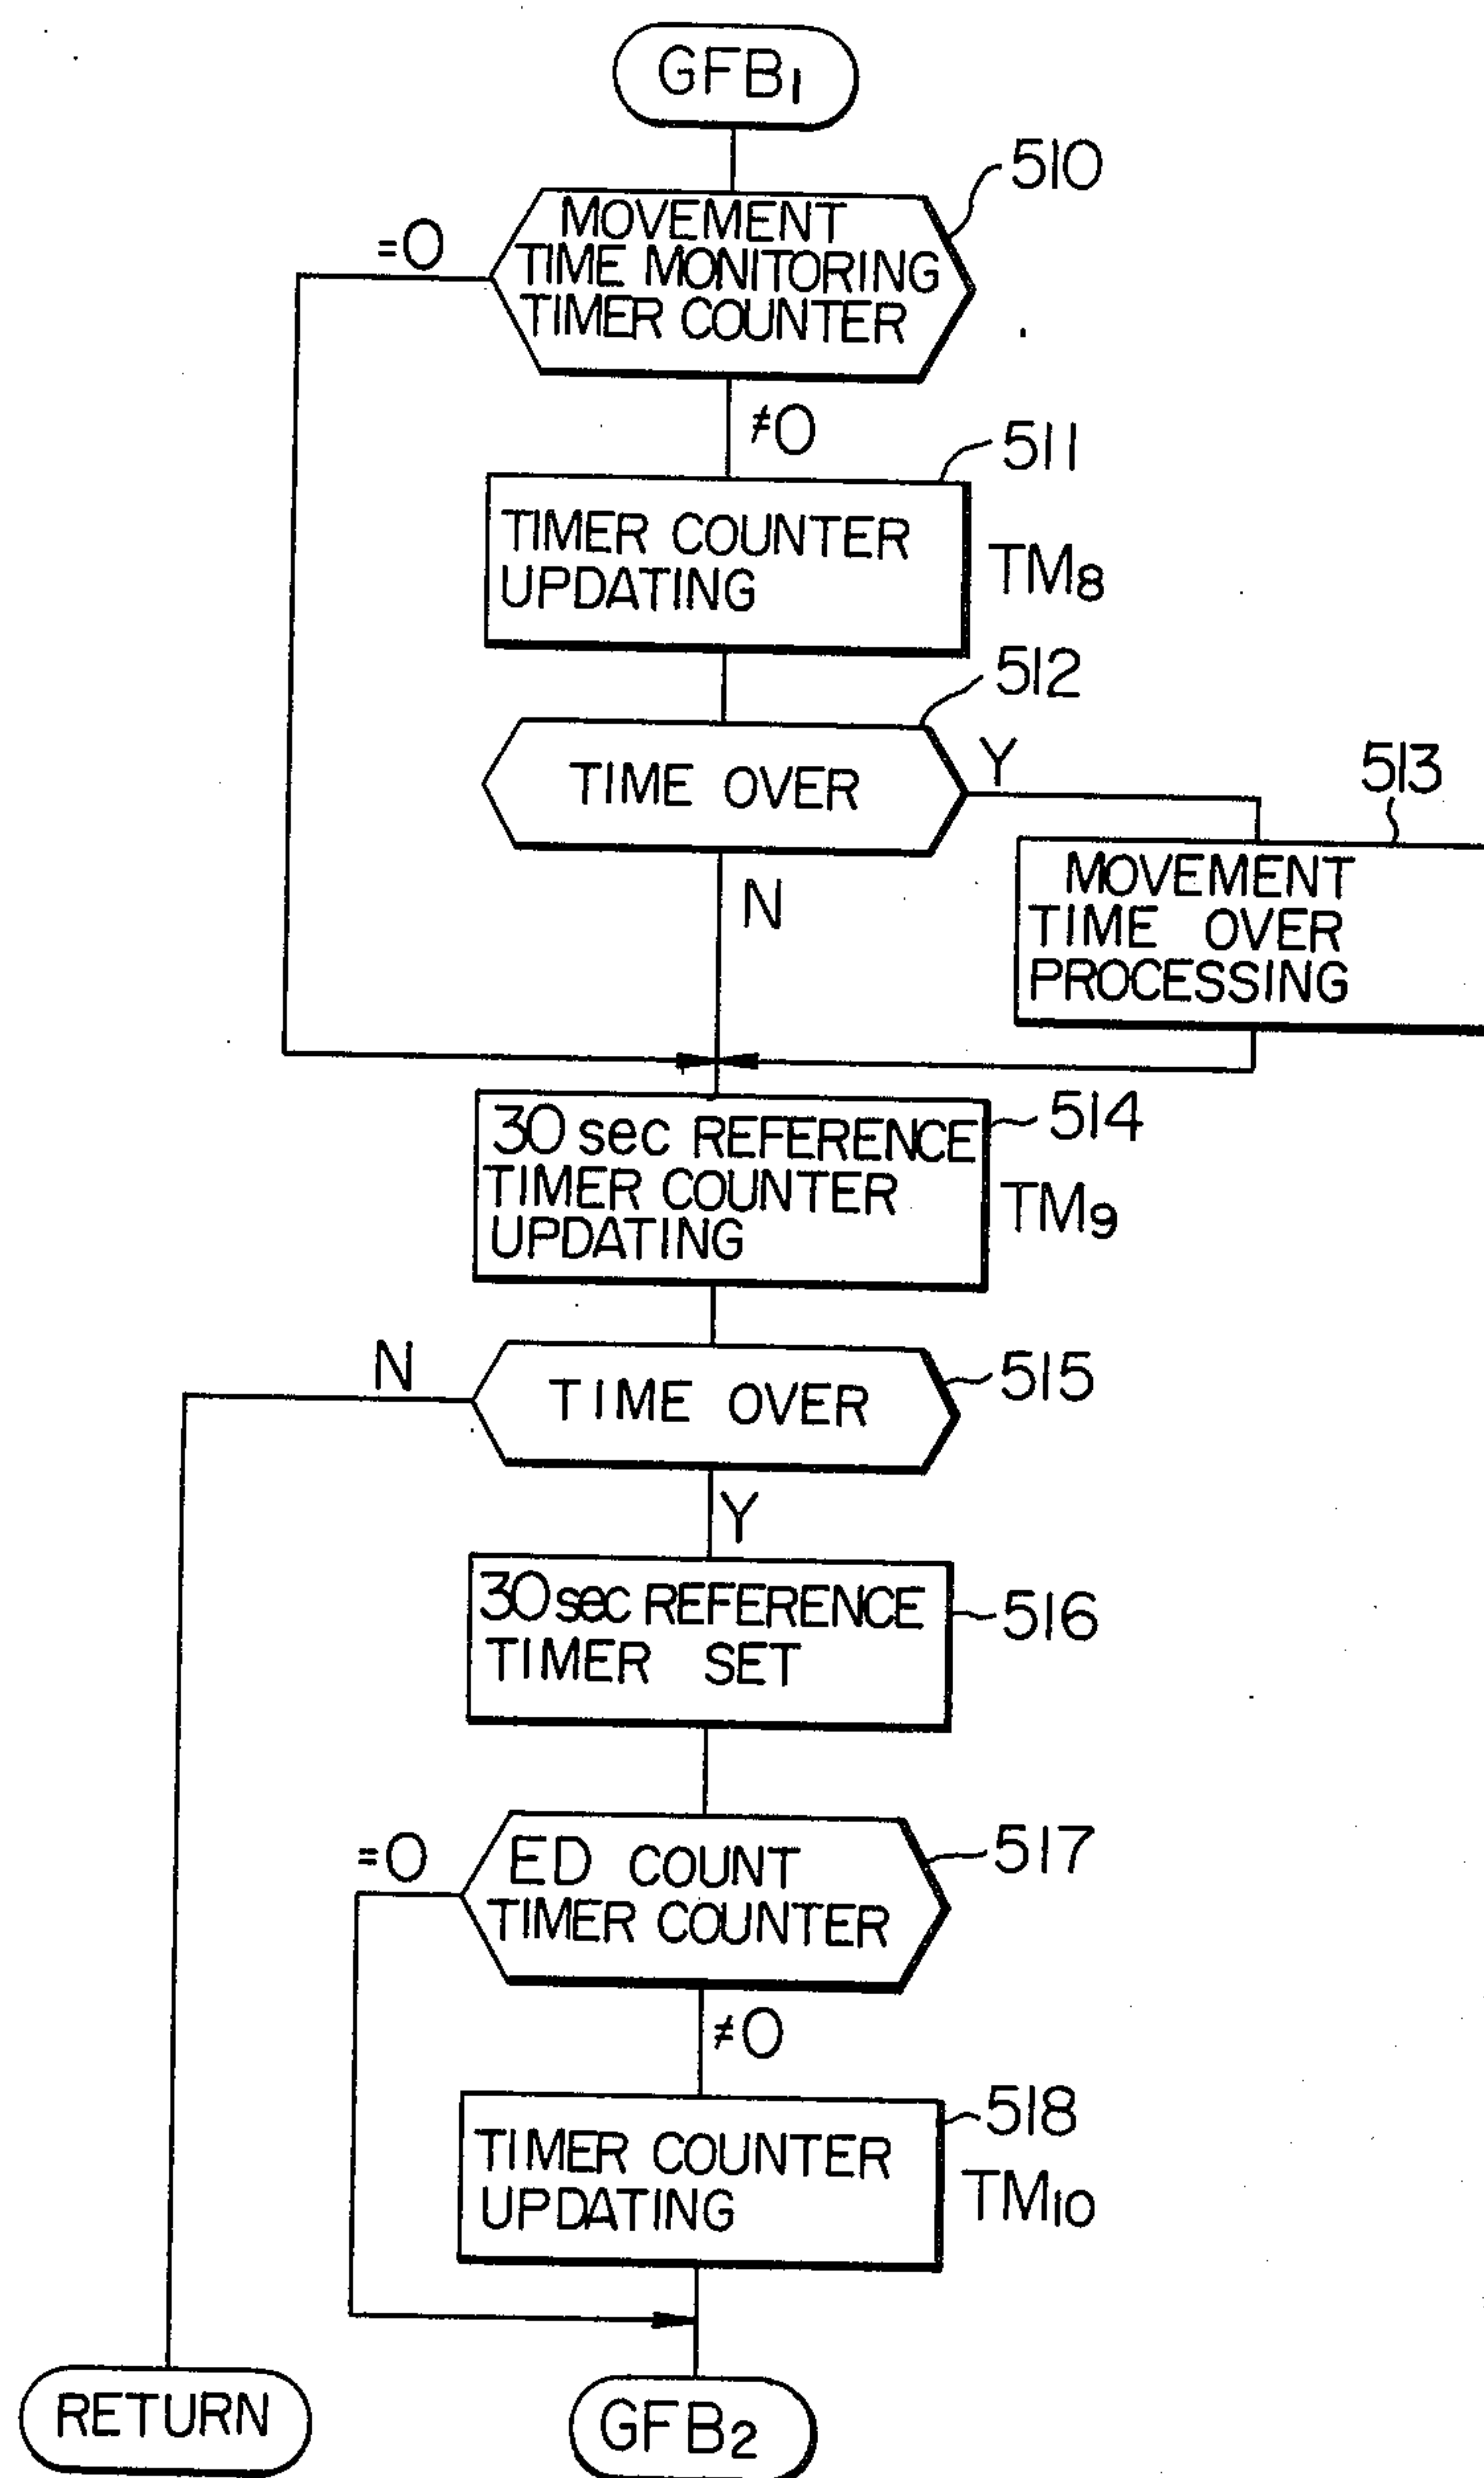 GFB1
510
=0
MOVEMENT
TIME MONITORING
TIMER COUNTER
≠0
511
TIMER COUNTER
UPDATING
TM8
512
TIME OVER
Y
513
N
MOVEMENT
TIME OVER
PROCESSING
514
30 sec REFERENCE
TIMER COUNTER
UPDATING
TM9
N
515
TIME OVER
Y
30 sec REFERENCE
TIMER SET
516
=0
ED COUNT
TIMER COUNTER
517
≠0
518
TIMER COUNTER
UPDATING
TM10
RETURN
GFB2